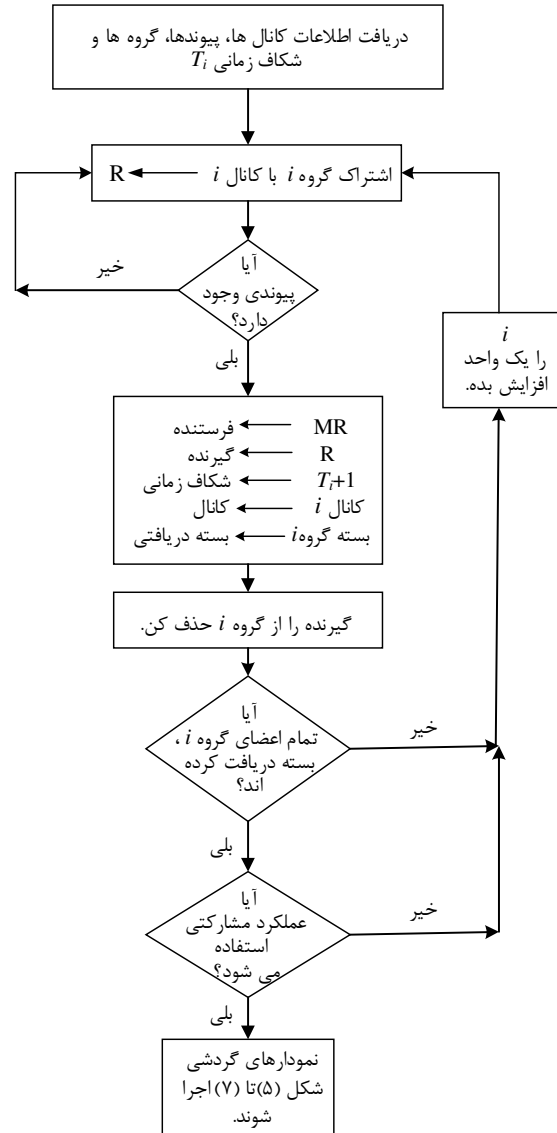 دریافت اطلاعات کانال ها، پیوندها، گروه ها و
شکاف زمانی Ti
اشتراک گروه i با کانال i ← R
آیا
پیوندی وجود
دارد؟
خیر
بلی
i
را یک واحد
افزایش بده.
MR ← فرستنده
R ← گیرنده
Ti+1 ← شکاف زمانی
کانال i ← کانال
بسته گروه i ← بسته دریافتی
گیرنده را از گروه i حذف کن.
آیا
تمام اعضای گروه i ،
بسته دریافت کرده
اند؟
خیر
بلی
آیا
عملکرد مشارکتی
استفاده
می شود؟
خیر
بلی
نمودارهای گردشی
شکل (۵)تا (۷) اجرا
شوند.